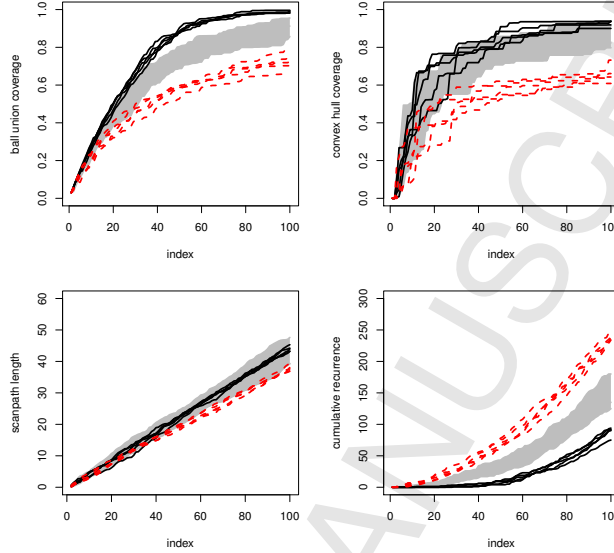 ball union coverage
0.0 0.2 0.4 0.6 0.8 1.0
0 20 40 60 80 100
index
convex hull coverage
0.0 0.2 0.4 0.6 0.8 1.0
0 20 40 60 80 100
index
scanpath length
0 10 20 30 40 50 60
0 20 40 60 80 100
index
cumulative recurrence
0 50 100 150 200 250 300
0 20 40 60 80 100
index
ANUSCR